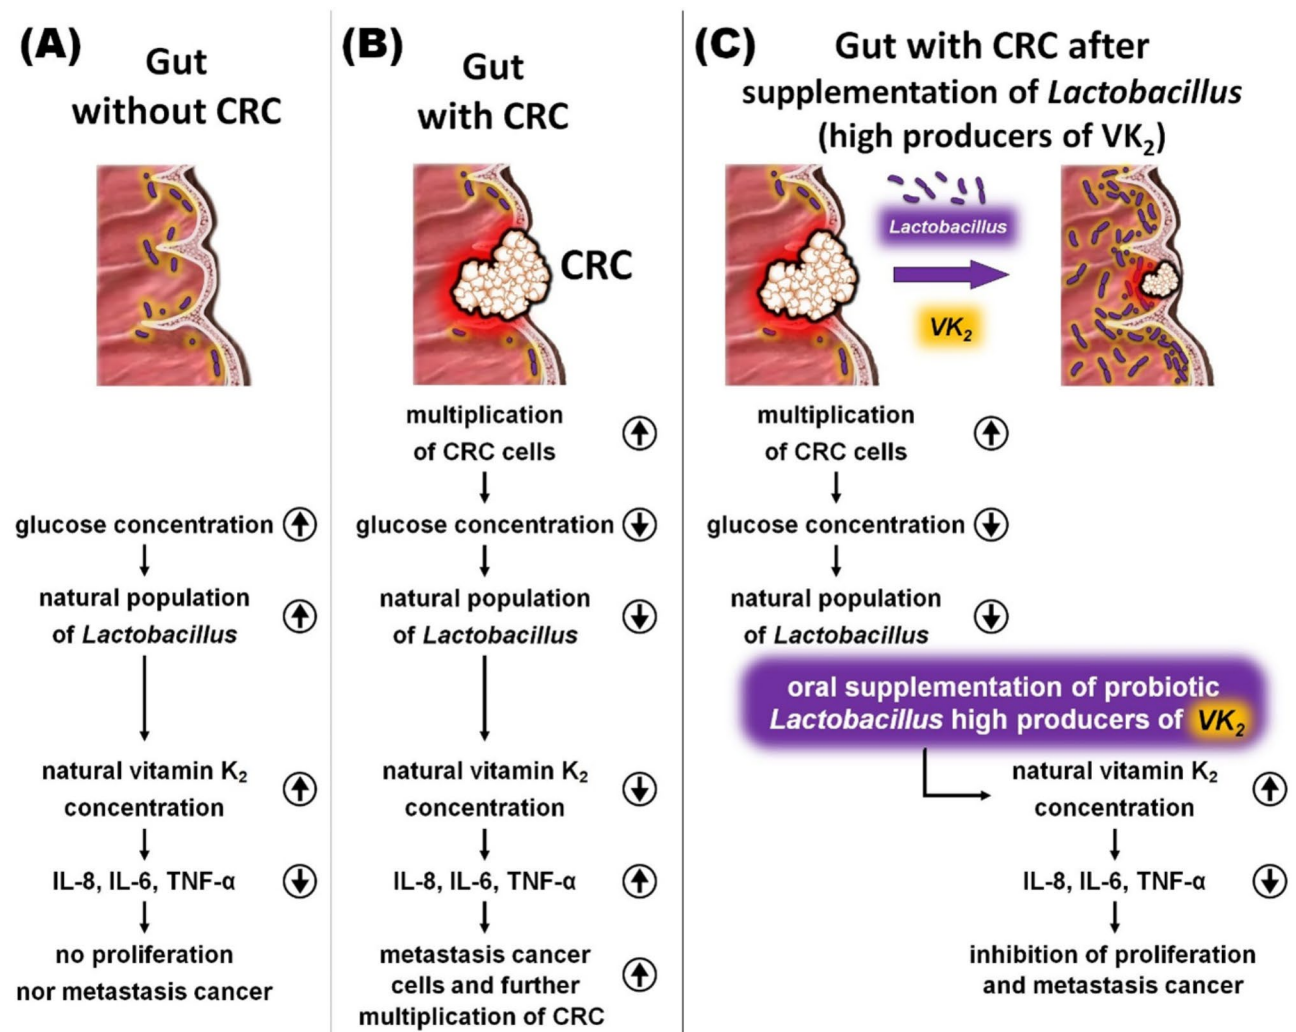 (A)
Gut
without CRC
glucose concentration
natural population
of Lactobacillus
natural vitamin K₂
concentration
IL-8, IL-6, TNF-α
no proliferation
nor metastasis cancer
(B)
Gut
with CRC
CRC
multiplication
of CRC cells
glucose concentration
natural population
of Lactobacillus
natural vitamin K₂
concentration
IL-8, IL-6, TNF-α
metastasis cancer
cells and further
multiplication of CRC
(C)
Gut with CRC after
supplementation of Lactobacillus
(high producers of VK₂)
Lactobacillus
VK₂
multiplication
of CRC cells
glucose concentration
natural population
of Lactobacillus
oral supplementation of probiotic
Lactobacillus high producers of VK₂
natural vitamin K₂
concentration
IL-8, IL-6, TNF-α
inhibition of proliferation
and metastasis cancer